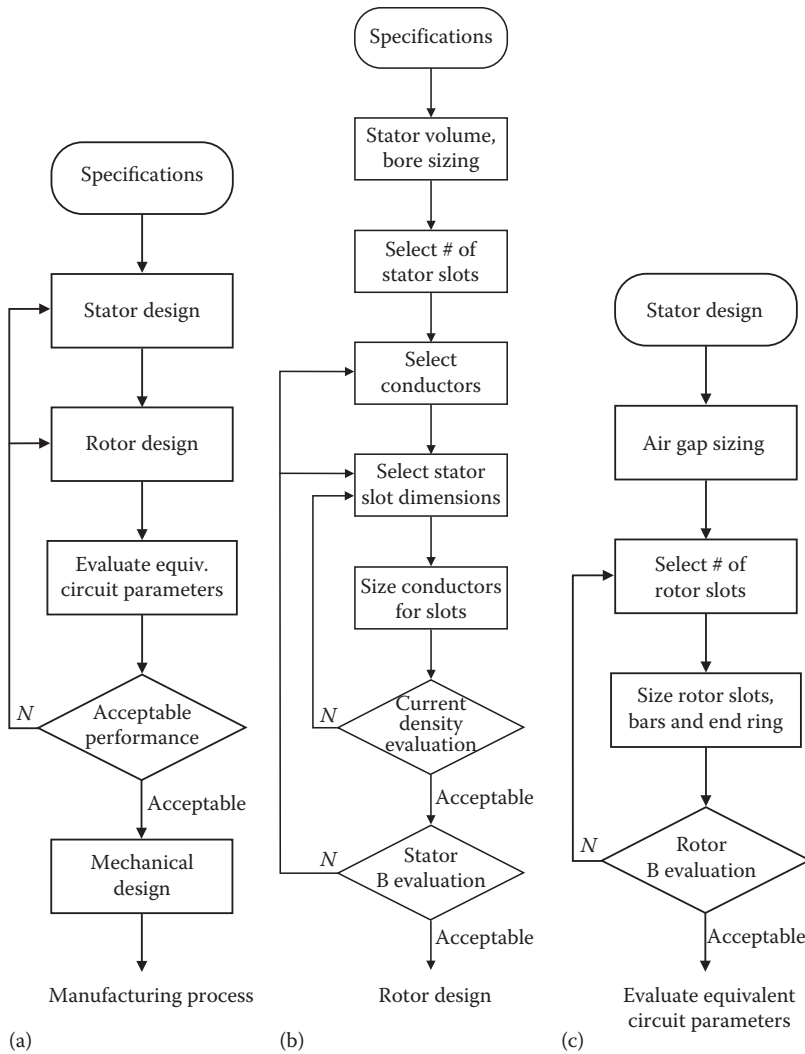 Specifications
Stator design
Rotor design
Evaluate equiv.
circuit parameters
N
Acceptable
performance
Acceptable
Mechanical
design
Manufacturing process
(a)
Specifications
Stator volume,
bore sizing
Select # of
stator slots
Select
conductors
Select stator
slot dimensions
Size conductors
for slots
N
Current
density
evaluation
Acceptable
N
Stator
B evaluation
Acceptable
Rotor design
(b)
Stator design
Air gap sizing
Select # of
rotor slots
Size rotor slots,
bars and end ring
N
Rotor
B evaluation
Acceptable
Evaluate equivalent
circuit parameters
(c)